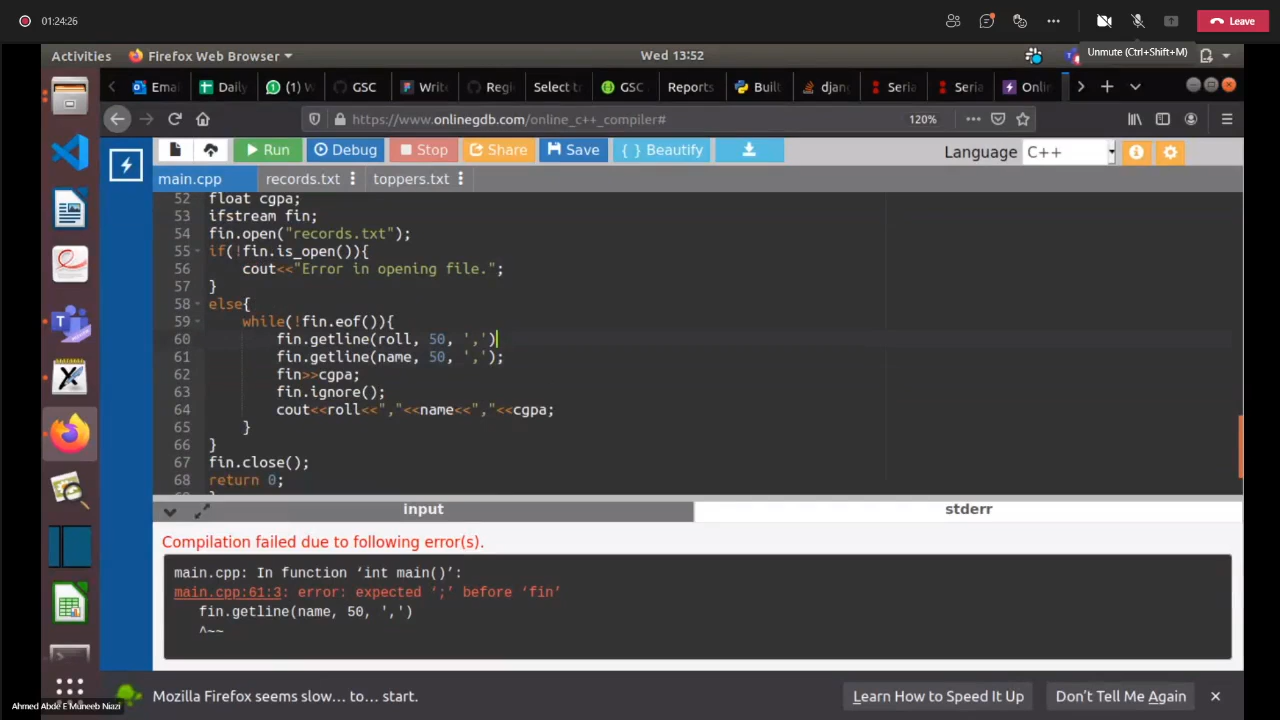 01:24:26
Leave
Activities
Firefox Web Browser
Wed 13:52
Unmute (Ctrl+Shift+M)
Emai
Daily
(1) W
GSC
Write
Regi
Select to
GSC
Reports
Built
djan
Seria
Seria
Onlin
https://www.onlinegdb.com/online_c++_compiler#
120%
Run
Debug
Stop
Share
Save
{ } Beautify
Language C++
main.cpp
records.txt
toppers.txt
52 float cgpa;
53 ifstream fin;
54 fin.open("records.txt");
55 if(!fin.is_open()){
56 cout<<"Error in opening file.";
57 }
58 else{
59 while(!fin.eof()){
60 fin.getline(roll, 50, ',')
61 fin.getline(name, 50, ',');
62 fin>>cgpa;
63 fin.ignore();
64 cout<<roll<<","<<name<<","<<cgpa;
65 }
66 }
67 fin.close();
68 return 0;
input
stderr
Compilation failed due to following error(s).
main.cpp: In function ‘int main()’:
main.cpp:61:3: error: expected ‘;’ before ‘fin’
fin.getline(name, 50, ',')
^~~
Mozilla Firefox seems slow… to… start.
Learn How to Speed It Up
Don’t Tell Me Again
Ahmed Abde E Muneeb Niazi